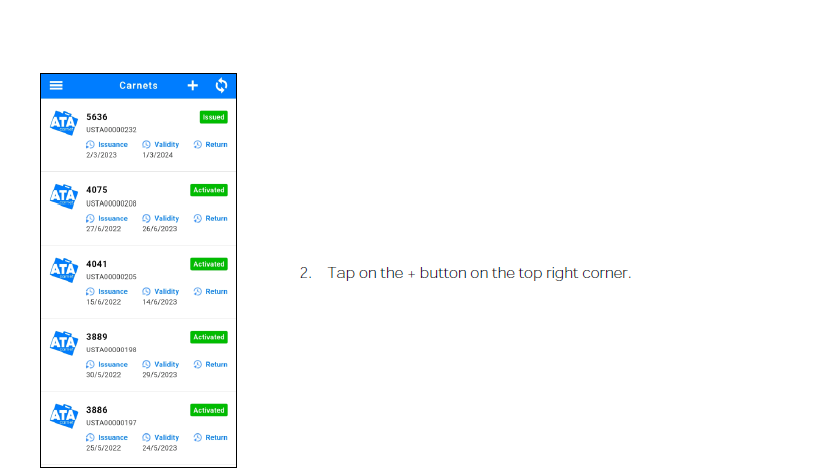 Carnets +
ATA 5636 Issued
USTA00000232
Issuance Validity Return
2/3/2023 1/3/2024
ATA 4075 Activated
USTA00000208
Issuance Validity Return
27/6/2022 26/6/2023
ATA 4041 Activated
USTA00000205
Issuance Validity Return
15/6/2022 14/6/2023
2. Tap on the + button on the top right corner.
ATA 3889 Activated
USTA00000198
Issuance Validity Return
30/5/2022 29/5/2023
ATA 3886 Activated
USTA00000197
Issuance Validity Return
25/5/2022 24/5/2023